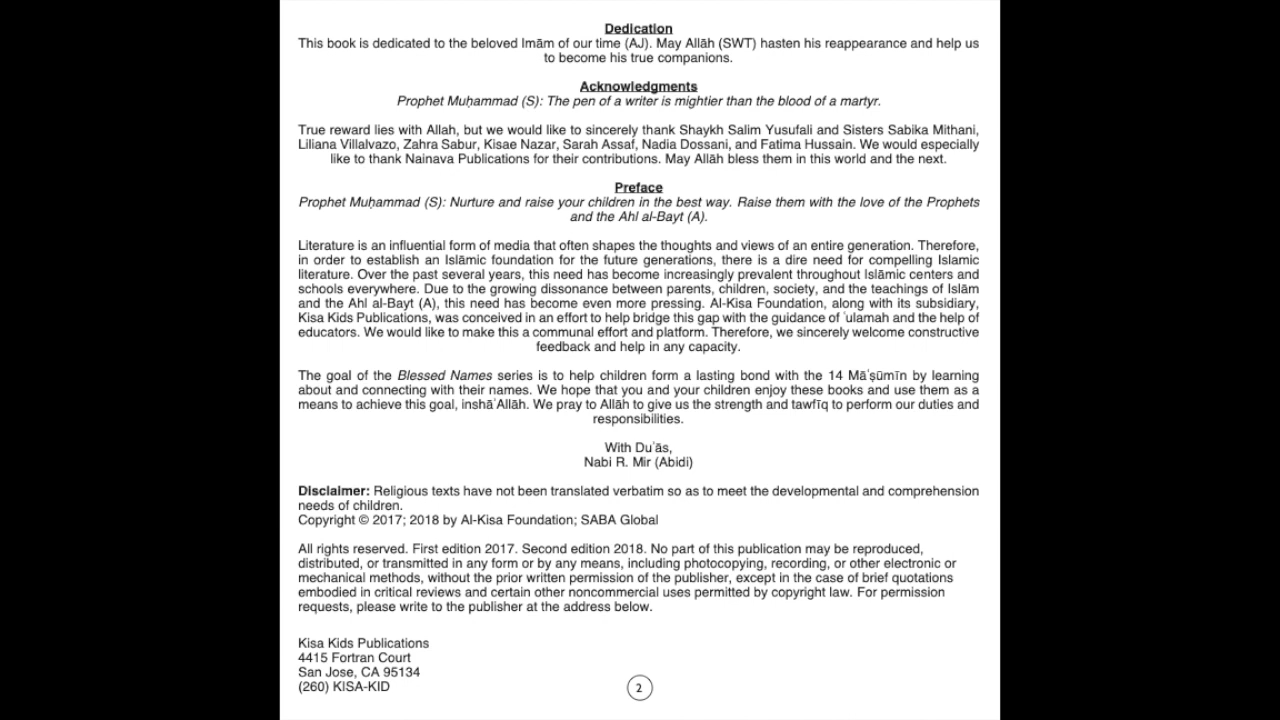 Dedication
This book is dedicated to the beloved Imām of our time (AJ). May Allāh (SWT) hasten his reappearance and help us
to become his true companions.
Acknowledgments
Prophet Muḥammad (S): The pen of a writer is mightier than the blood of a martyr.
True reward lies with Allah, but we would like to sincerely thank Shaykh Salim Yusufali and Sisters Sabika Mithani,
Liliana Villalvazo, Zahra Sabur, Kisae Nazar, Sarah Assaf, Nadia Dossani, and Fatima Hussain. We would especially
like to thank Nainava Publications for their contributions. May Allāh bless them in this world and the next.
Preface
Prophet Muḥammad (S): Nurture and raise your children in the best way. Raise them with the love of the Prophets
and the Ahl al-Bayt (A).
Literature is an influential form of media that often shapes the thoughts and views of an entire generation. Therefore,
in order to establish an Islāmic foundation for the future generations, there is a dire need for compelling Islamic
literature. Over the past several years, this need has become increasingly prevalent throughout Islāmic centers and
schools everywhere. Due to the growing dissonance between parents, children, society, and the teachings of Islām
and the Ahl al-Bayt (A), this need has become even more pressing. Al-Kisa Foundation, along with its subsidiary,
Kisa Kids Publications, was conceived in an effort to help bridge this gap with the guidance of ʿulamah and the help of
educators. We would like to make this a communal effort and platform. Therefore, we sincerely welcome constructive
feedback and help in any capacity.
The goal of the Blessed Names series is to help children form a lasting bond with the 14 Māʿṣūmīn by learning
about and connecting with their names. We hope that you and your children enjoy these books and use them as a
means to achieve this goal, inshāʾAllāh. We pray to Allāh to give us the strength and tawfīq to perform our duties and
responsibilities.
With Duʿās,
Nabi R. Mir (Abidi)
Disclaimer: Religious texts have not been translated verbatim so as to meet the developmental and comprehension
needs of children.
Copyright © 2017; 2018 by Al-Kisa Foundation; SABA Global
All rights reserved. First edition 2017. Second edition 2018. No part of this publication may be reproduced,
distributed, or transmitted in any form or by any means, including photocopying, recording, or other electronic or
mechanical methods, without the prior written permission of the publisher, except in the case of brief quotations
embodied in critical reviews and certain other noncommercial uses permitted by copyright law. For permission
requests, please write to the publisher at the address below.
Kisa Kids Publications
4415 Fortran Court
San Jose, CA 95134
(260) KISA-KID
2